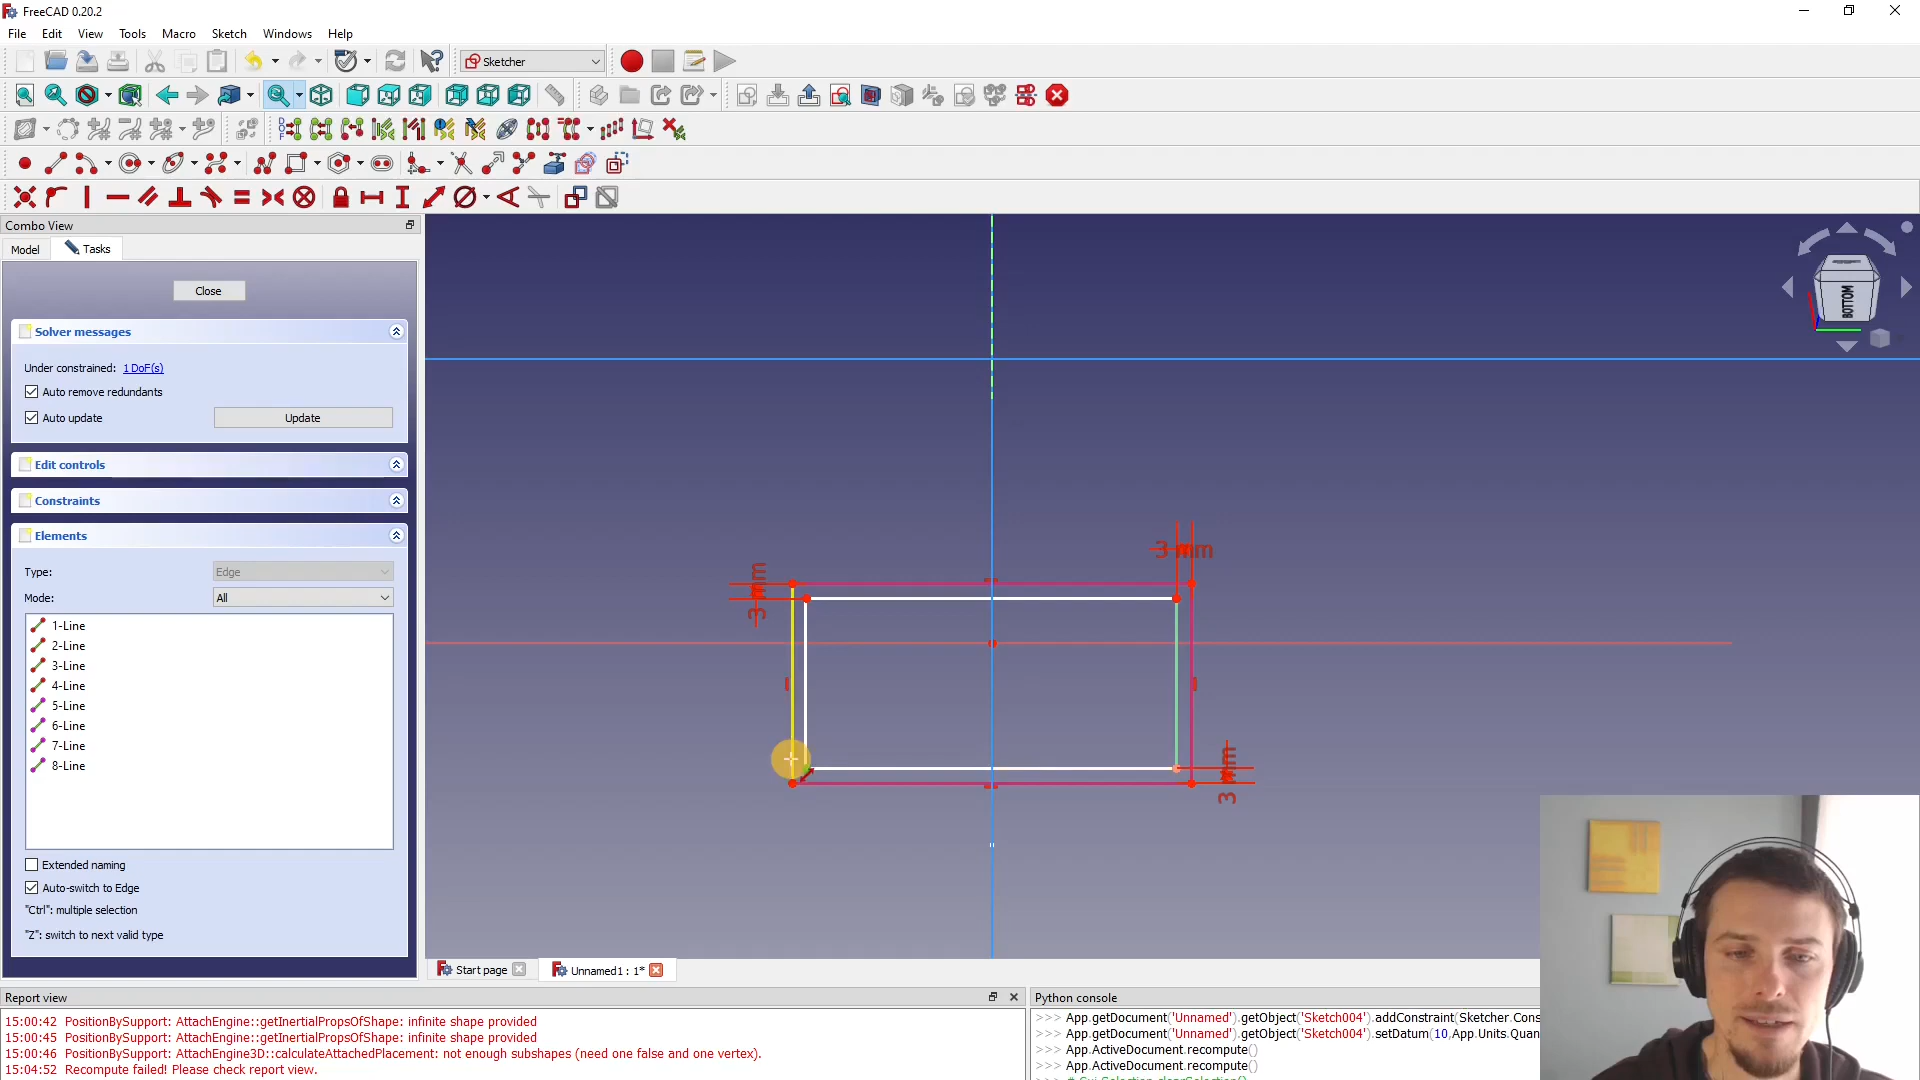 FreeCAD 0.20.2
File Edit View Tools Macro Sketch Windows Help
Sketcher
Combo View
Model Tasks
Close
Solver messages
Under constrained: 1 DoF(s)
Auto remove redundants
Auto update Update
Edit controls
Constraints
Elements
Type: Edge
Mode: All
1-Line
2-Line
3-Line
4-Line
5-Line
6-Line
7-Line
8-Line
Extended naming
Auto-switch to Edge
"Ctrl": multiple selection
"Z": switch to next valid type
BOTTOM
3 mm
3 mm
3 mm
Start page Unnamed1 : 1*
Report view
15:00:42 PositionBySupport: AttachEngine::getInertialPropsOfShape: infinite shape provided
15:00:45 PositionBySupport: AttachEngine::getInertialPropsOfShape: infinite shape provided
15:00:46 PositionBySupport: AttachEngine3D::calculateAttachedPlacement: not enough subshapes (need one false and one vertex).
15:04:52 Recompute failed! Please check report view.
Python console
>>> App.getDocument('Unnamed').getObject('Sketch004').addConstraint(Sketcher.Cons
>>> App.getDocument('Unnamed').getObject('Sketch004').setDatum(10,App.Units.Quan
>>> App.ActiveDocument.recompute()
>>> App.ActiveDocument.recompute()
>>> # Gui.Selection.clearSelection()